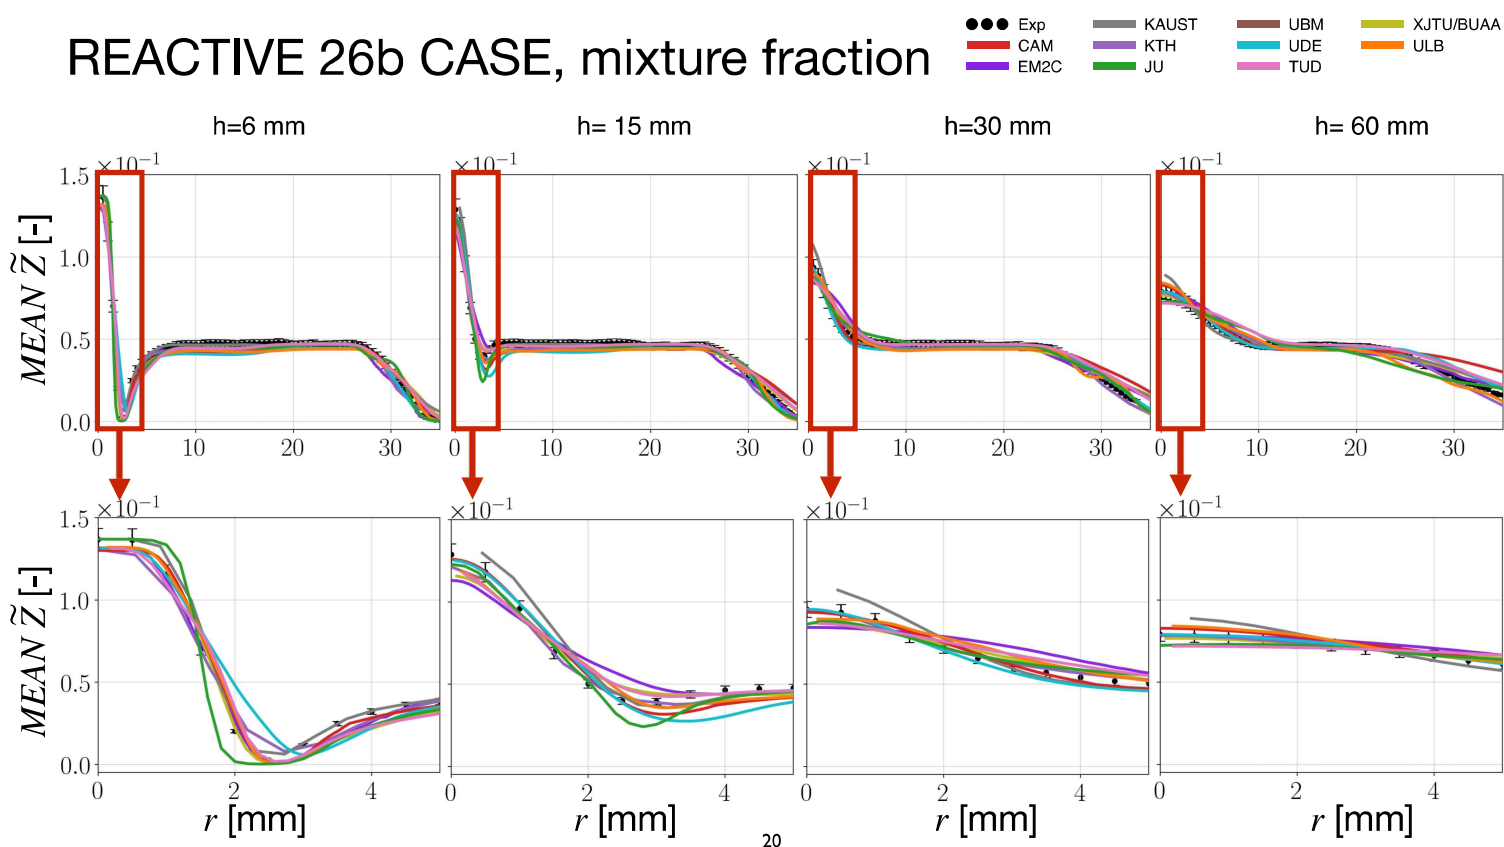 REACTIVE 26b CASE, mixture fraction
Exp KAUST UBM XJTU/BUAA
CAM KTH UDE ULB
EM2C JU TUD
h=6 mm h= 15 mm h=30 mm h= 60 mm
×10⁻¹ ×10⁻¹ ×10⁻¹ ×10⁻¹
1.5
1.0
0.5
0.0
MEAN Z̃ [-]
0 10 20 30 0 10 20 30 0 10 20 30 0 10 20 30
×10⁻¹ ×10⁻¹ ×10⁻¹ ×10⁻¹
1.5
1.0
0.5
0.0
MEAN Z̃ [-]
0 2 4 0 2 4 0 2 4 0 2 4
r [mm] r [mm] r [mm] r [mm]
20